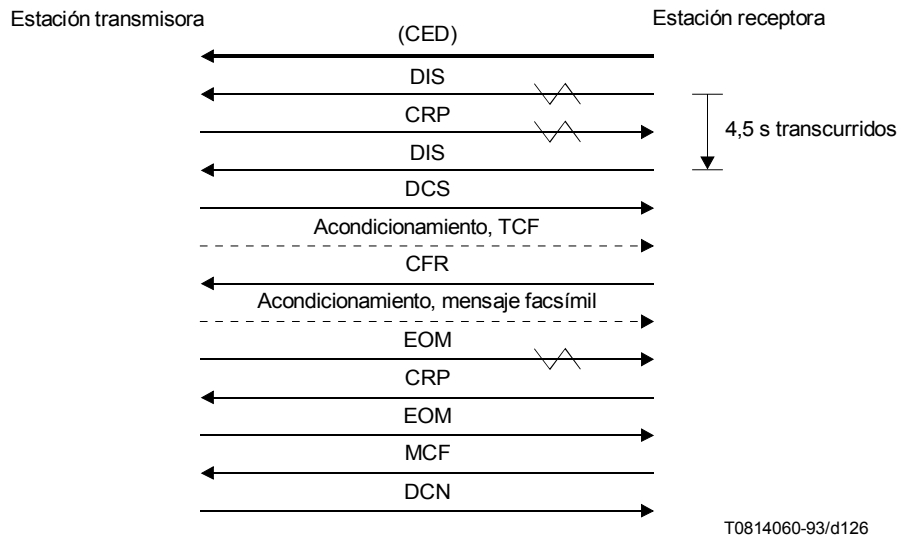 Estación transmisora
Estación receptora
(CED)
DIS
CRP
4,5 s transcurridos
DIS
DCS
Acondicionamiento, TCF
CFR
Acondicionamiento, mensaje facsímil
EOM
CRP
EOM
MCF
DCN
T0814060-93/d126